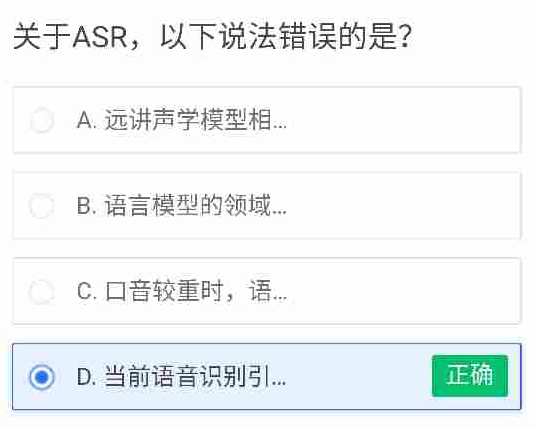 关于ASR，以下说法错误的是？
A. 远讲声学模型相...
B. 语言模型的领域...
C. 口音较重时，语...
D. 当前语音识别引... 正确